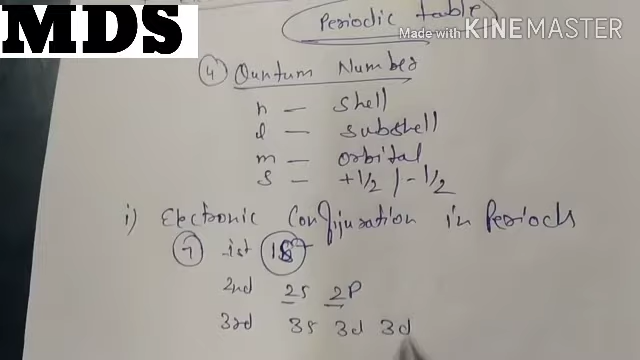 MDS
Periodic table
Made with KINEMASTER
4 Quntum Number
n — shell
l — subshell
m — orbital
s — +1/2 / -1/2
i) Electronic Configuration in Periods
7 1st 1S
2nd 2s 2P
3rd 3s 3d 3d